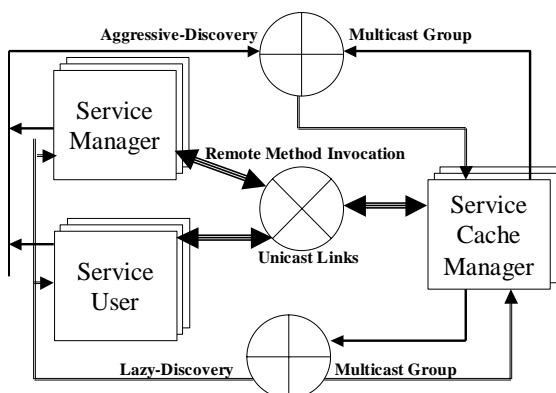 Aggressive-Discovery Multicast Group
Service
Manager
Remote Method Invocation
Service
Cache
Manager
Unicast Links
Service
User
Lazy-Discovery Multicast Group